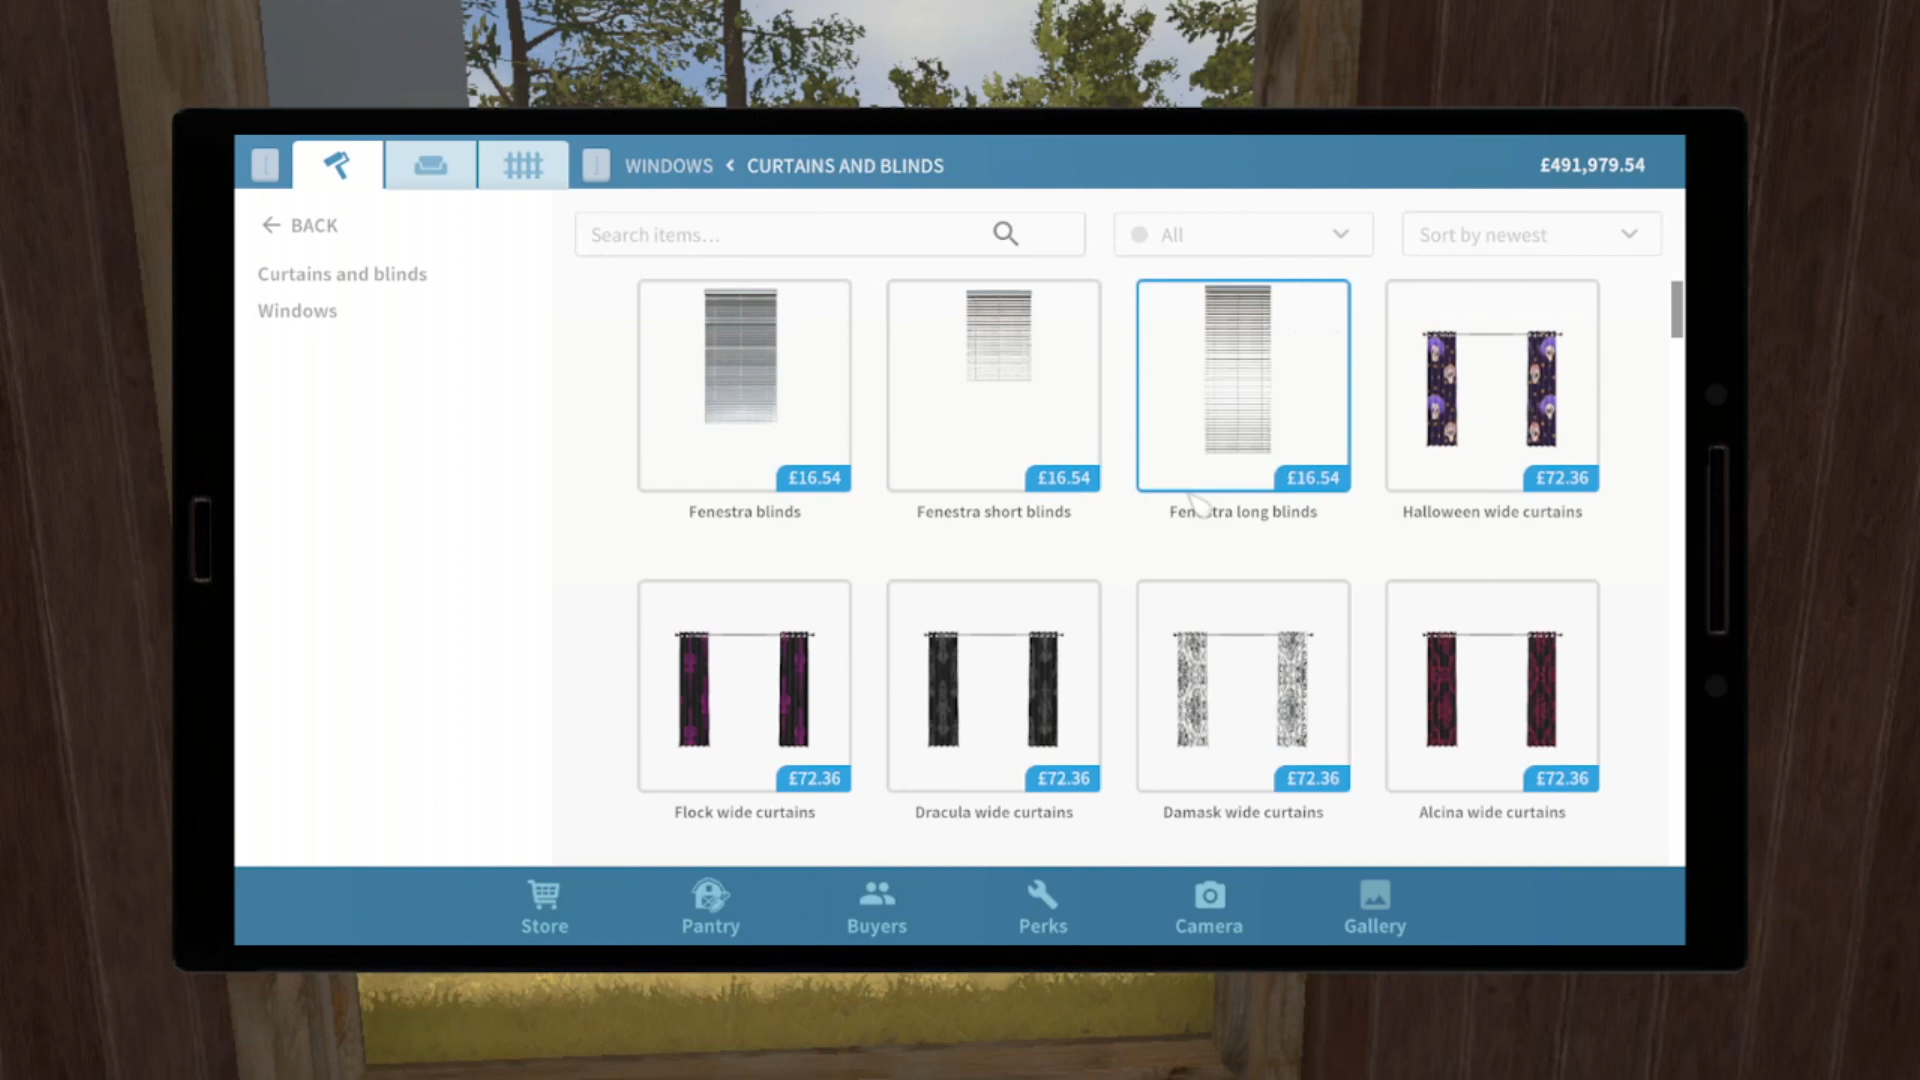 [
]
WINDOWS < CURTAINS AND BLINDS
£491,979.54
BACK
Curtains and blinds
Windows
Search items...
All
Sort by newest
£16.54
£16.54
£16.54
£72.36
Fenestra blinds
Fenestra short blinds
Fenestra long blinds
Halloween wide curtains
£72.36
£72.36
£72.36
£72.36
Flock wide curtains
Dracula wide curtains
Damask wide curtains
Alcina wide curtains
Store
Pantry
Buyers
Perks
Camera
Gallery